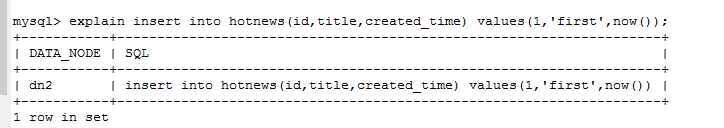 mysql> explain insert into hotnews(id,title,created_time) values(1,'first',now());
+-----------+---------------------------------------------------------------------+
| DATA_NODE | SQL                                                                 |
+-----------+---------------------------------------------------------------------+
| dn2       | insert into hotnews(id,title,created_time) values(1,'first',now()) |
+-----------+---------------------------------------------------------------------+
1 row in set